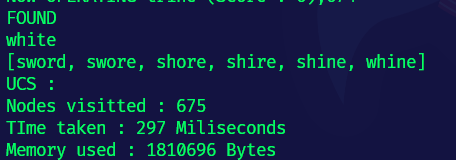 FOUND
white
[sword, swore, shore, shire, shine, whine]
UCS :
Nodes visitted : 675
TIme taken : 297 Miliseconds
Memory used : 1810696 Bytes